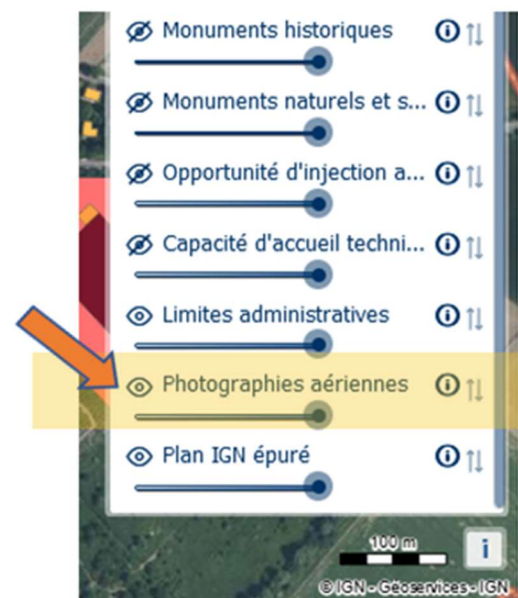 Monuments historiques
Monuments naturels et s...
Opportunité d'injection a...
Capacité d'accueil techni...
Limites administratives
Photographies aériennes
Plan IGN épuré
100 m
i
© IGN - Géoservices - IGN